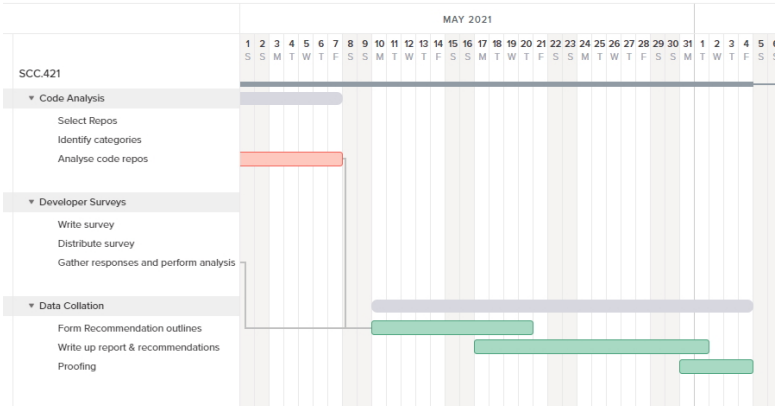 MAY 2021
1 2 3 4 5 6 7 8 9 10 11 12 13 14 15 16 17 18 19 20 21 22 23 24 25 26 27 28 29 30 31 1 2 3 4 5
S S M T W T F S S M T W T F S S M T W T F S S M T W T F S S M T W T F S
SCC.421
Code Analysis
Select Repos
Identify categories
Analyse code repos
Developer Surveys
Write survey
Distribute survey
Gather responses and perform analysis
Data Collation
Form Recommendation outlines
Write up report & recommendations
Proofing